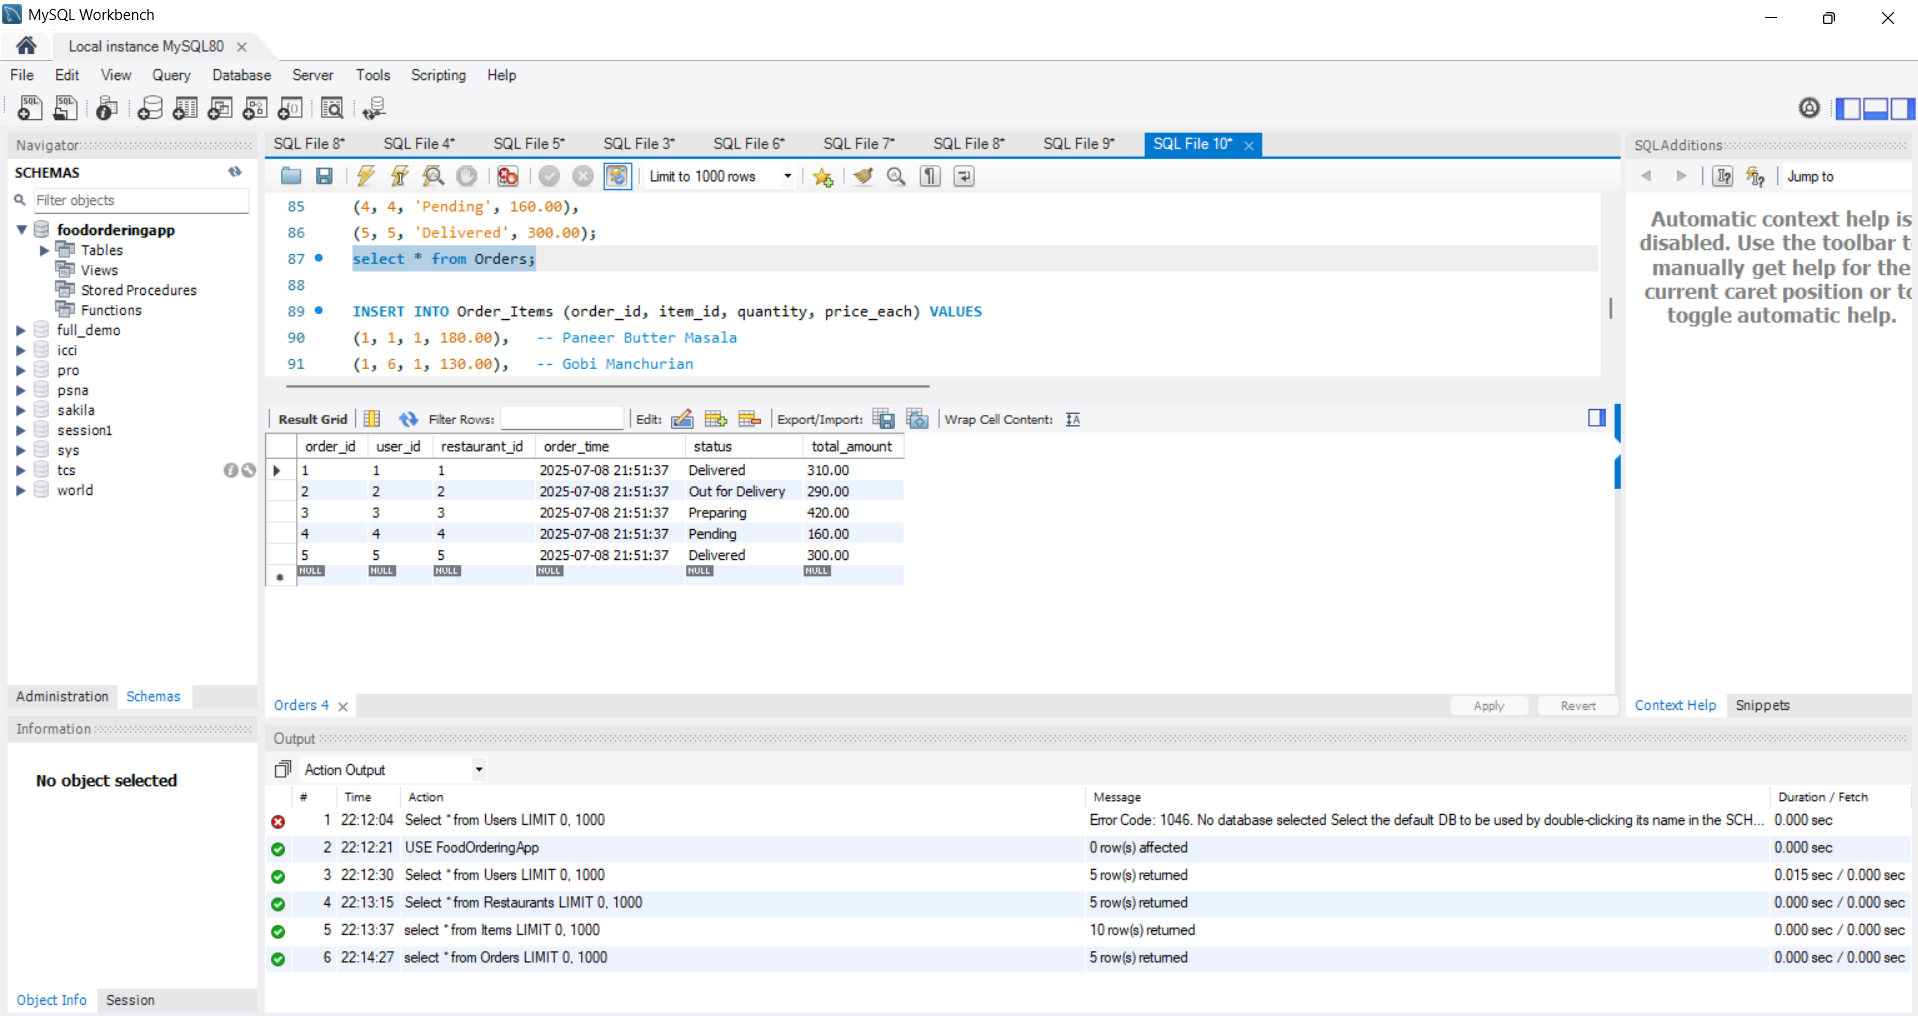 MySQL Workbench
Local instance MySQL80
File Edit View Query Database Server Tools Scripting Help
Navigator
SCHEMAS
Filter objects
foodorderingapp
Tables
Views
Stored Procedures
Functions
full_demo
icci
pro
psna
sakila
session1
sys
tcs
world
Administration Schemas
Information
No object selected
Object Info Session
SQL File 8* SQL File 4* SQL File 5* SQL File 3* SQL File 6* SQL File 7* SQL File 8* SQL File 9* SQL File 10*
Limit to 1000 rows
85 (4, 4, 'Pending', 160.00),
86 (5, 5, 'Delivered', 300.00);
87 select * from Orders;
88
89 INSERT INTO Order_Items (order_id, item_id, quantity, price_each) VALUES
90 (1, 1, 1, 180.00), -- Paneer Butter Masala
91 (1, 6, 1, 130.00), -- Gobi Manchurian
Result Grid Filter Rows: Edit: Export/Import: Wrap Cell Content:
order_id user_id restaurant_id order_time status total_amount
1 1 1 2025-07-08 21:51:37 Delivered 310.00
2 2 2 2025-07-08 21:51:37 Out for Delivery 290.00
3 3 3 2025-07-08 21:51:37 Preparing 420.00
4 4 4 2025-07-08 21:51:37 Pending 160.00
5 5 5 2025-07-08 21:51:37 Delivered 300.00
NULL NULL NULL NULL NULL NULL
Orders 4 Apply Revert
SQLAdditions
Jump to
Automatic context help is
disabled. Use the toolbar t
manually get help for the
current caret position or to
toggle automatic help.
Context Help Snippets
Output
Action Output
# Time Action Message Duration / Fetch
1 22:12:04 Select * from Users LIMIT 0, 1000 Error Code: 1046. No database selected Select the default DB to be used by double-clicking its name in the SCH... 0.000 sec
2 22:12:21 USE FoodOrderingApp 0 row(s) affected 0.000 sec
3 22:12:30 Select * from Users LIMIT 0, 1000 5 row(s) returned 0.015 sec / 0.000 sec
4 22:13:15 Select * from Restaurants LIMIT 0, 1000 5 row(s) returned 0.000 sec / 0.000 sec
5 22:13:37 select * from Items LIMIT 0, 1000 10 row(s) returned 0.000 sec / 0.000 sec
6 22:14:27 select * from Orders LIMIT 0, 1000 5 row(s) returned 0.000 sec / 0.000 sec